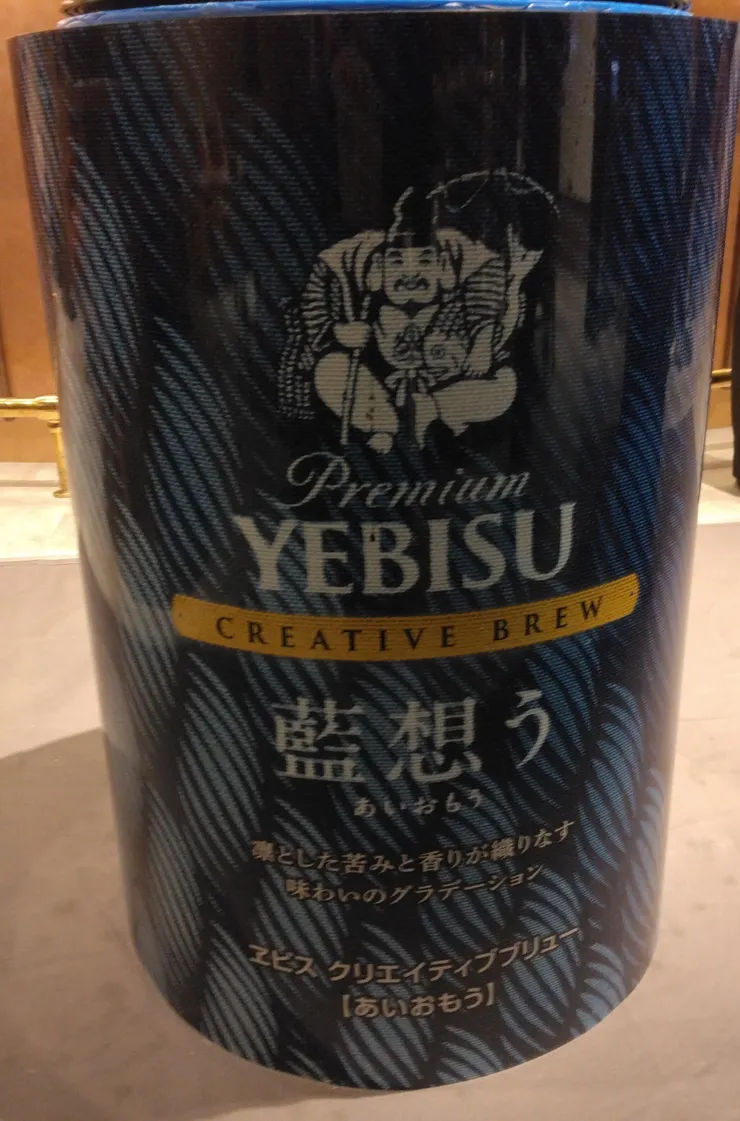 Premium
YEBISU
CREATIVE BREW
藍想う
あいおもう
凛とした苦みと香りが織りなす
味わいのグラデーション
ヱビス クリエイティブブリュー
【あいおもう】